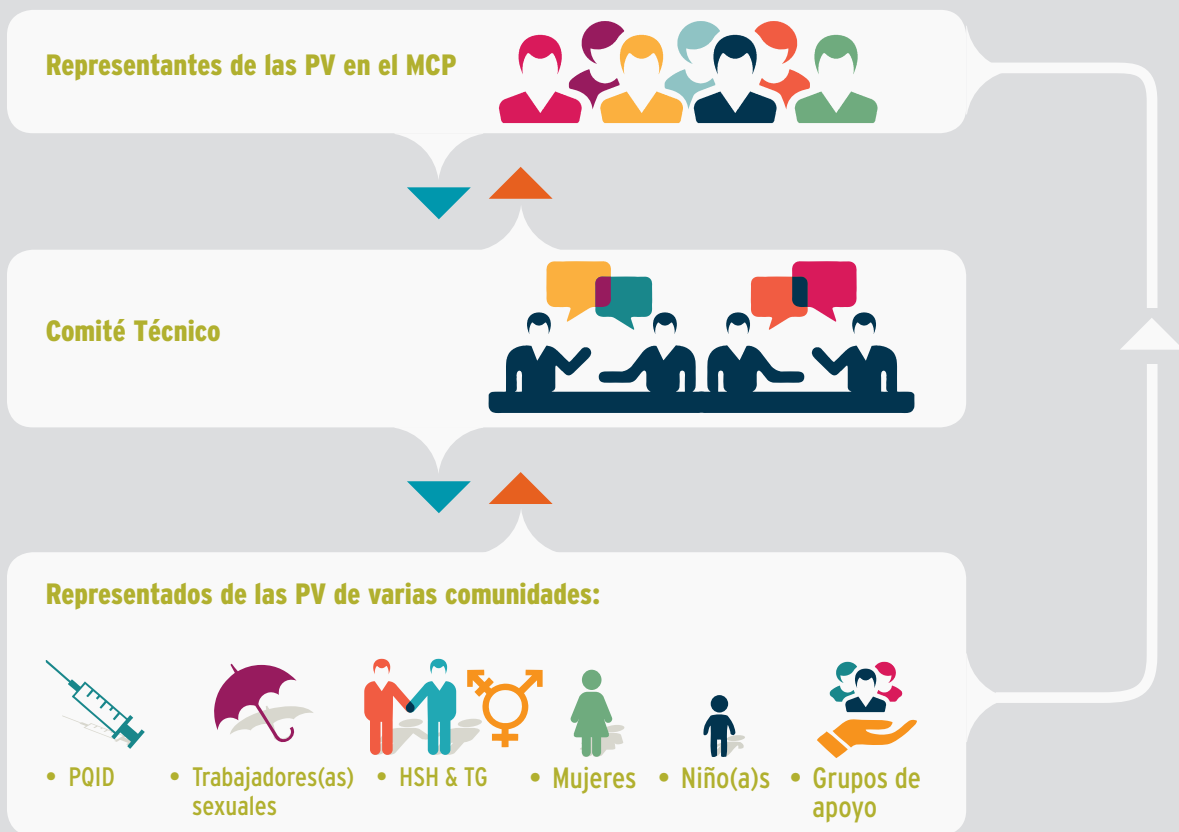 Representantes de las PV en el MCP
Comité Técnico
Representados de las PV de varias comunidades:
• PQID
• Trabajadores(as)
sexuales
• HSH & TG
• Mujeres
• Niño(a)s
• Grupos de
apoyo